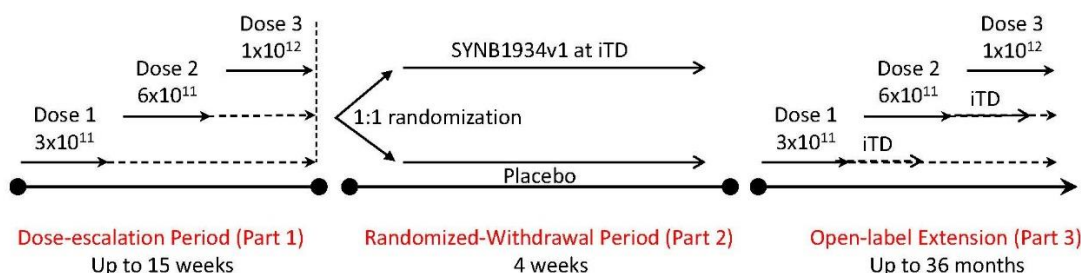 Dose 1
3x10¹¹
Dose 2
6x10¹¹
Dose 3
1x10¹²
SYNB1934v1 at iTD
1:1 randomization
Placebo
Dose 1
3x10¹¹
iTD
Dose 2
6x10¹¹
iTD
Dose 3
1x10¹²
Dose-escalation Period (Part 1)
Up to 15 weeks
Randomized-Withdrawal Period (Part 2)
4 weeks
Open-label Extension (Part 3)
Up to 36 months